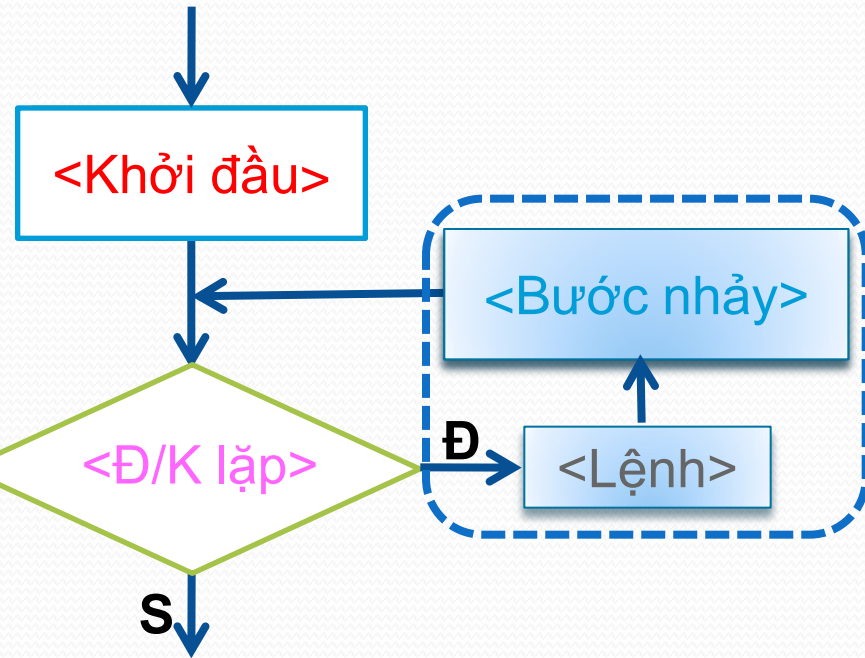 <Khởi đầu>
<Bước nhảy>
<Đ/K lặp>
Đ
<Lệnh>
S